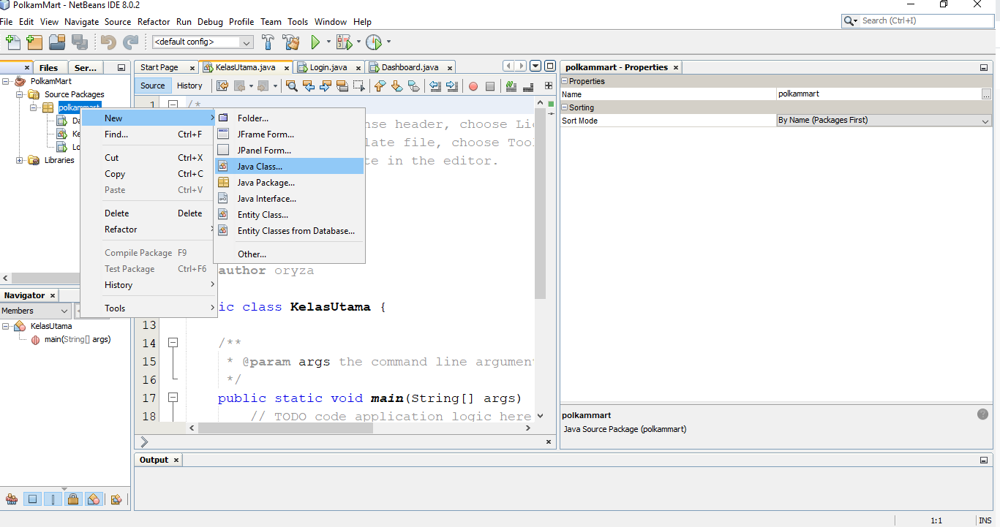 PolkamMart - NetBeans IDE 8.0.2
File Edit View Navigate Source Refactor Run Debug Profile Team Tools Window Help
Search (Ctrl+I)
<default config>
Files Ser...
PolkamMart
Source Packages
polkammart
Da
Ke
Lo
Libraries
New
Find... Ctrl+F
Cut Ctrl+X
Copy Ctrl+C
Paste Ctrl+V
Delete Delete
Refactor
Compile Package F9
Test Package Ctrl+F6
History
Tools
Folder...
JFrame Form...
JPanel Form...
Java Class...
Java Package...
Java Interface...
Entity Class...
Entity Classes from Database...
Other...
Start Page KelasUtama.java Login.java Dashboard.java
Source History
1 /*
nse header, choose Lic
late file, choose Tool
te in the editor.
author oryza
ic class KelasUtama {
13
14 /**
15 * @param args the command line argument
16 */
17 public static void main(String[] args)
18 // TODO code application logic here
Navigator
Members
KelasUtama
main(String[] args)
polkammart - Properties
Properties
Name polkammart
Sorting
Sort Mode By Name (Packages First)
polkammart
Java Source Package (polkammart)
Output
1:1 INS